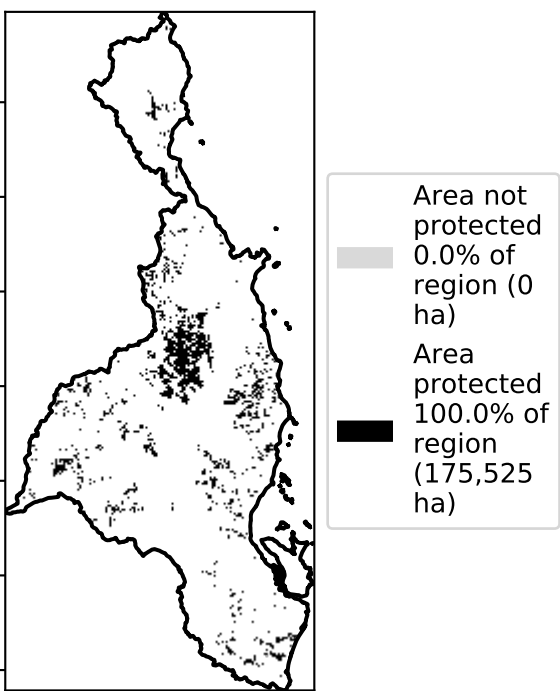 Area not
protected
0.0% of
region (0
ha)
Area
protected
100.0% of
region
(175,525
ha)